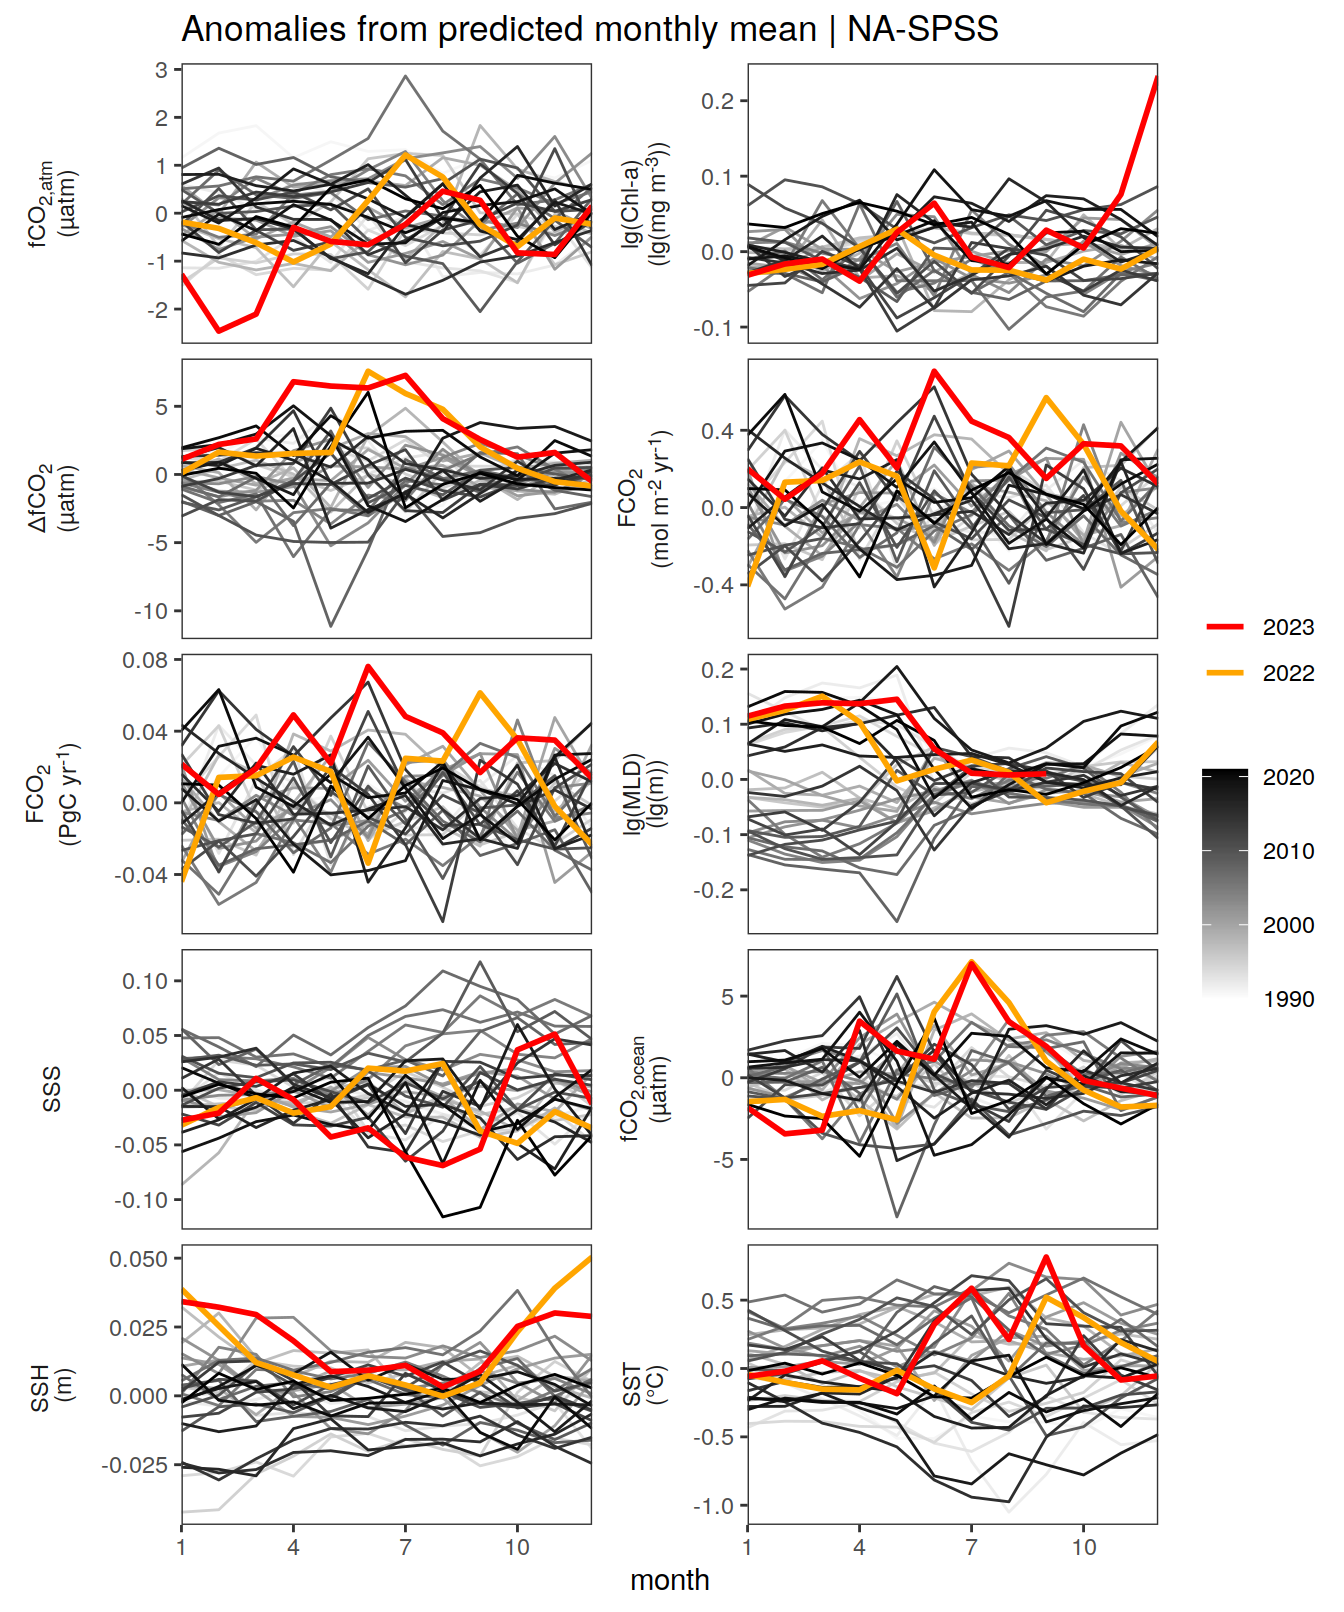 Anomalies from predicted monthly mean | NA-SPSS
fCO2,atm
(µatm)
3
2
1
0
-1
-2
lg(Chl-a)
(lg(mg m-3))
0.2
0.1
0.0
-0.1
ΔfCO2
(µatm)
5
0
-5
-10
FCO2
(mol m-2 yr-1)
0.4
0.0
-0.4
FCO2
(PgC yr-1)
0.08
0.04
0.00
-0.04
lg(MLD)
(lg(m))
0.2
0.1
0.0
-0.1
-0.2
SSS
0.10
0.05
0.00
-0.05
-0.10
fCO2,ocean
(µatm)
5
0
-5
SSH
(m)
0.050
0.025
0.000
-0.025
SST
(°C)
0.5
0.0
-0.5
-1.0
1 4 7 10
1 4 7 10
month
2023
2022
2020
2010
2000
1990